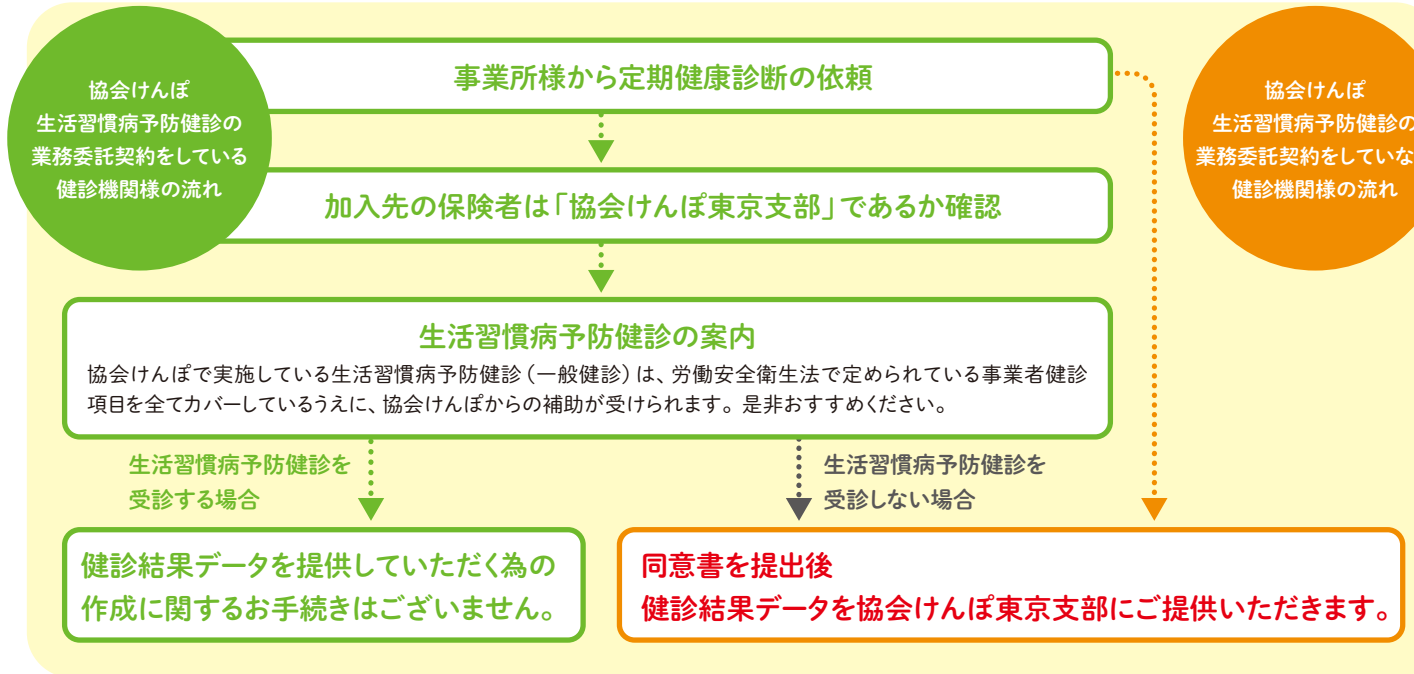 協会けんぽ
生活習慣病予防健診の
業務委託契約をしている
健診機関様の流れ
事業所様から定期健康診断の依頼
協会けんぽ
生活習慣病予防健診の
業務委託契約をしていな
健診機関様の流れ
加入先の保険者は「協会けんぽ東京支部」であるか確認
生活習慣病予防健診の案内
協会けんぽで実施している生活習慣病予防健診（一般健診）は、労働安全衛生法で定められている事業者健診
項目を全てカバーしているうえに、協会けんぽからの補助が受けられます。是非おすすめください。
生活習慣病予防健診を
受診する場合
生活習慣病予防健診を
受診しない場合
健診結果データを提供していただく為の
作成に関するお手続きはございません。
同意書を提出後
健診結果データを協会けんぽ東京支部にご提供いただきます。